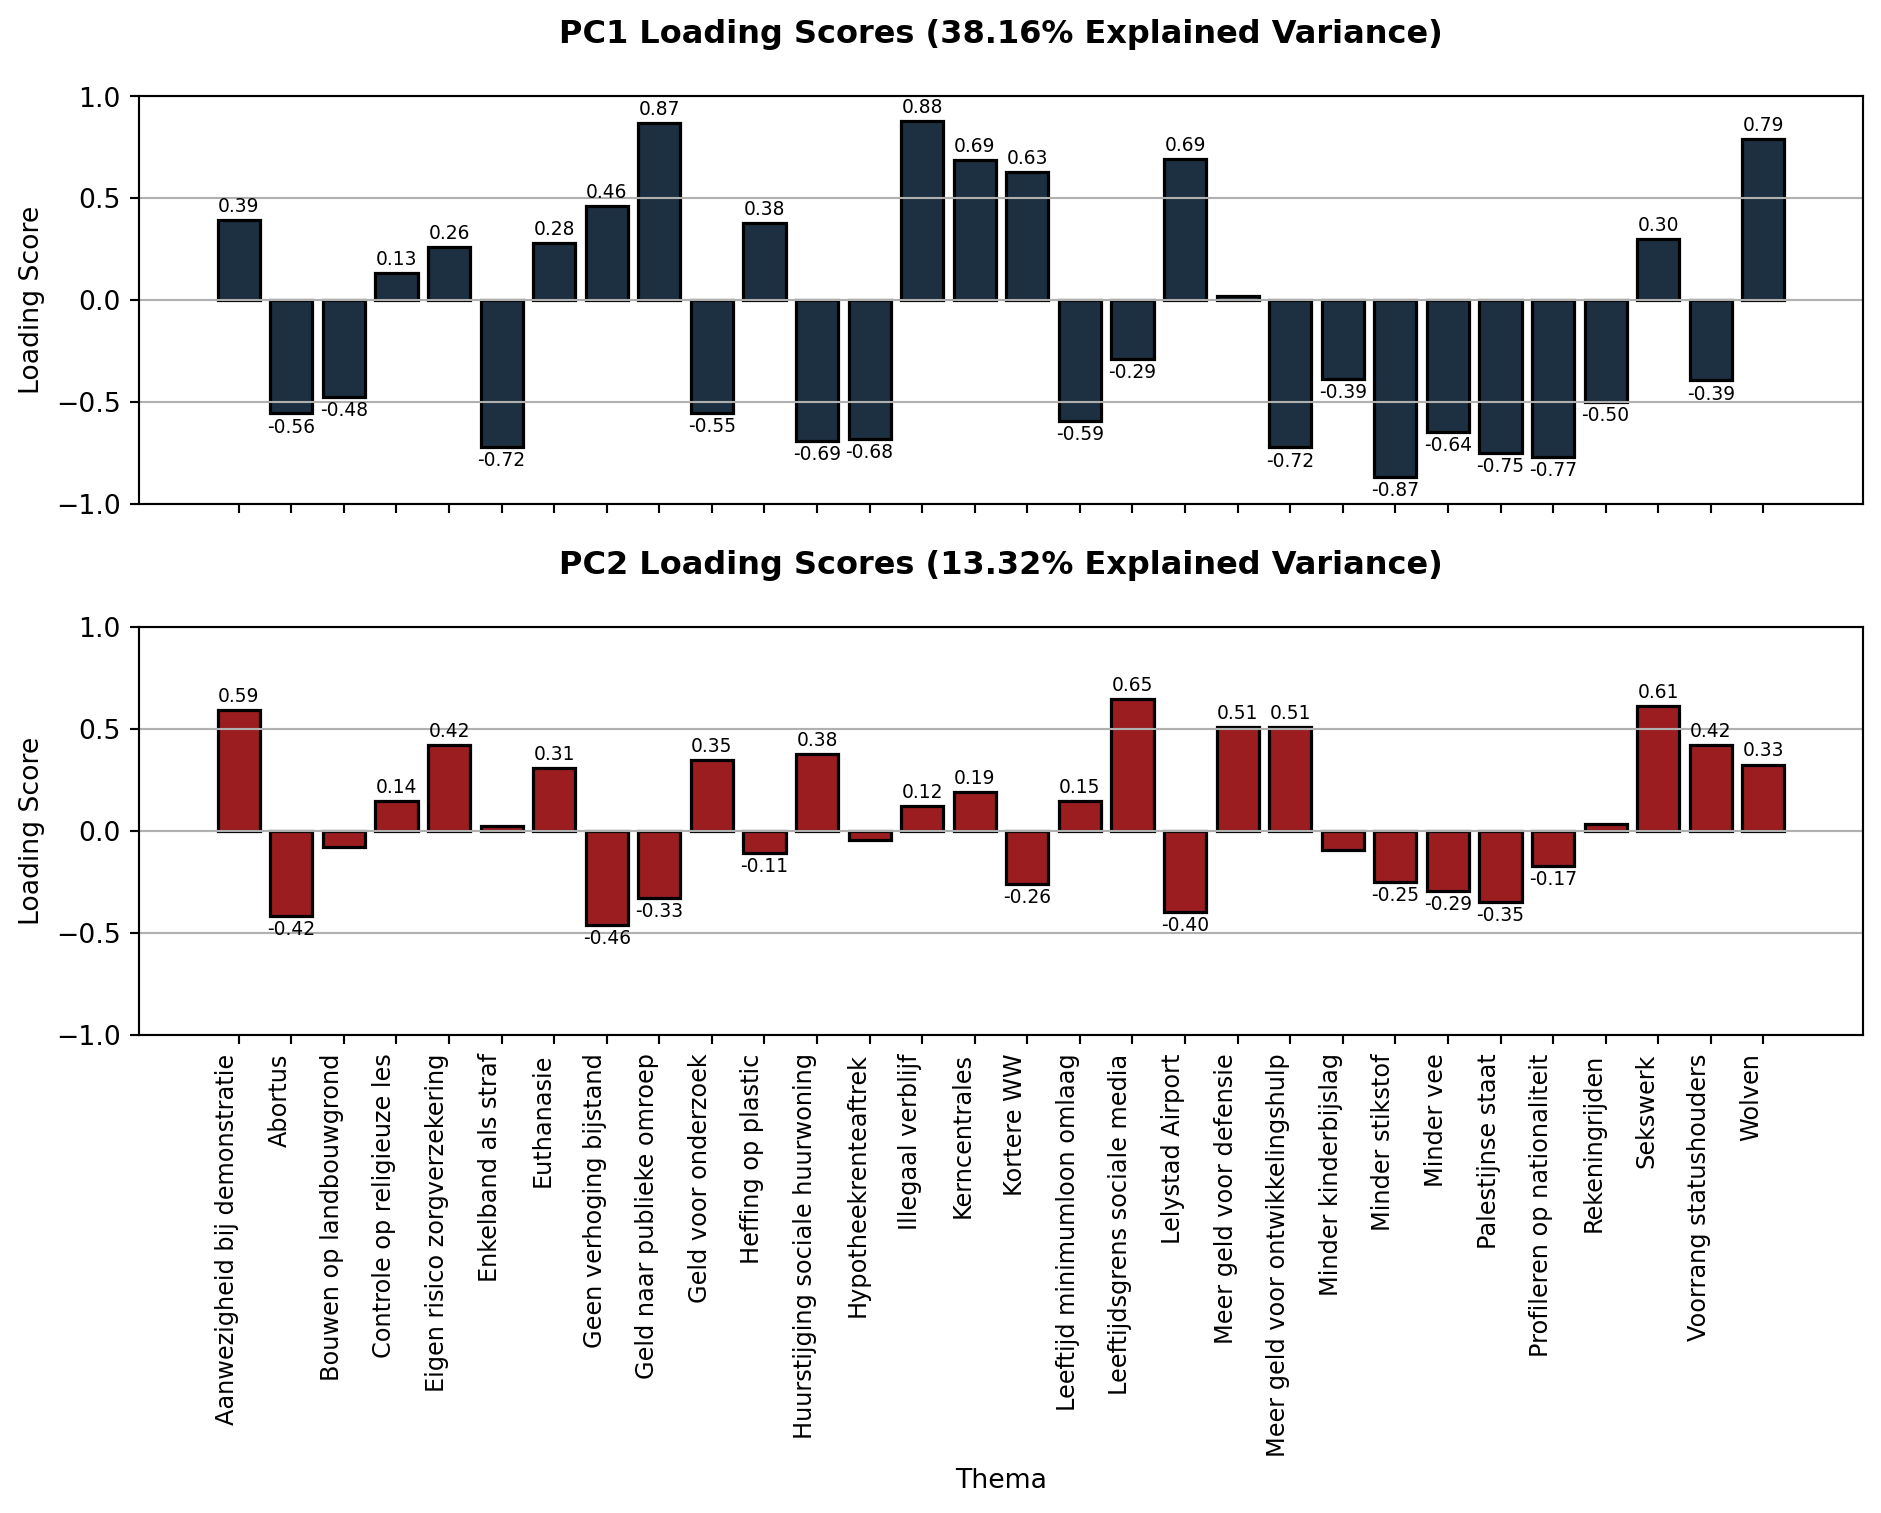 PC1 Loading Scores (38.16% Explained Variance)
Loading Score
1.0
0.5
0.0
−0.5
−1.0
0.39
-0.56
-0.48
0.13
0.26
-0.72
0.28
0.46
0.87
-0.55
0.38
-0.69
-0.68
0.88
0.69
0.63
-0.59
-0.29
0.69
-0.72
-0.39
-0.87
-0.64
-0.75
-0.77
-0.50
0.30
-0.39
0.79
PC2 Loading Scores (13.32% Explained Variance)
Loading Score
1.0
0.5
0.0
−0.5
−1.0
0.59
-0.42
0.14
0.42
0.31
-0.46
-0.33
0.35
-0.11
0.38
0.12
0.19
-0.26
0.15
0.65
-0.40
0.51
0.51
-0.25
-0.29
-0.35
-0.17
0.61
0.42
0.33
Aanwezigheid bij demonstratie
Abortus
Bouwen op landbouwgrond
Controle op religieuze les
Eigen risico zorgverzekering
Enkelband als straf
Euthanasie
Geen verhoging bijstand
Geld naar publieke omroep
Geld voor onderzoek
Heffing op plastic
Huurstijging sociale huurwoning
Hypotheekrenteaftrek
Illegaal verblijf
Kerncentrales
Kortere WW
Leeftijd minimumloon omlaag
Leeftijdsgrens sociale media
Lelystad Airport
Meer geld voor defensie
Meer geld voor ontwikkelingshulp
Minder kinderbijslag
Minder stikstof
Minder vee
Palestijnse staat
Profileren op nationaliteit
Rekeningrijden
Sekswerk
Voorrang statushouders
Wolven
Thema